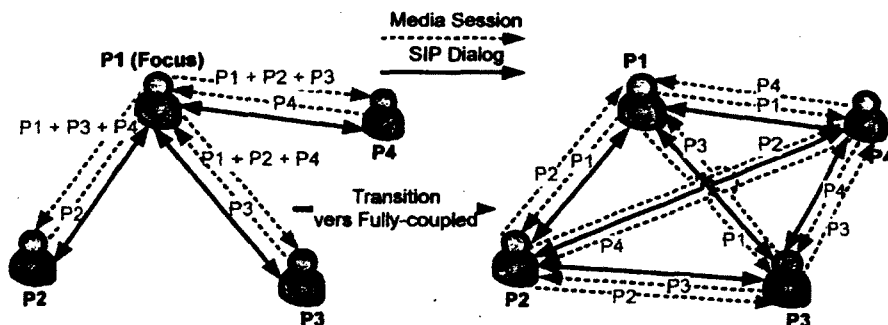 Media Session
SIP Dialog
P1 (Focus)
P1 + P2 + P3
P4
P4
P1 + P3 + P4
P2
P1 + P2 + P4
P3
P2
P3
Transition
vers Fully-coupled
P1
P4
P1
P4
P2
P1
P3
P2
P4
P3
P4
P1
P3
P2
P2
P3